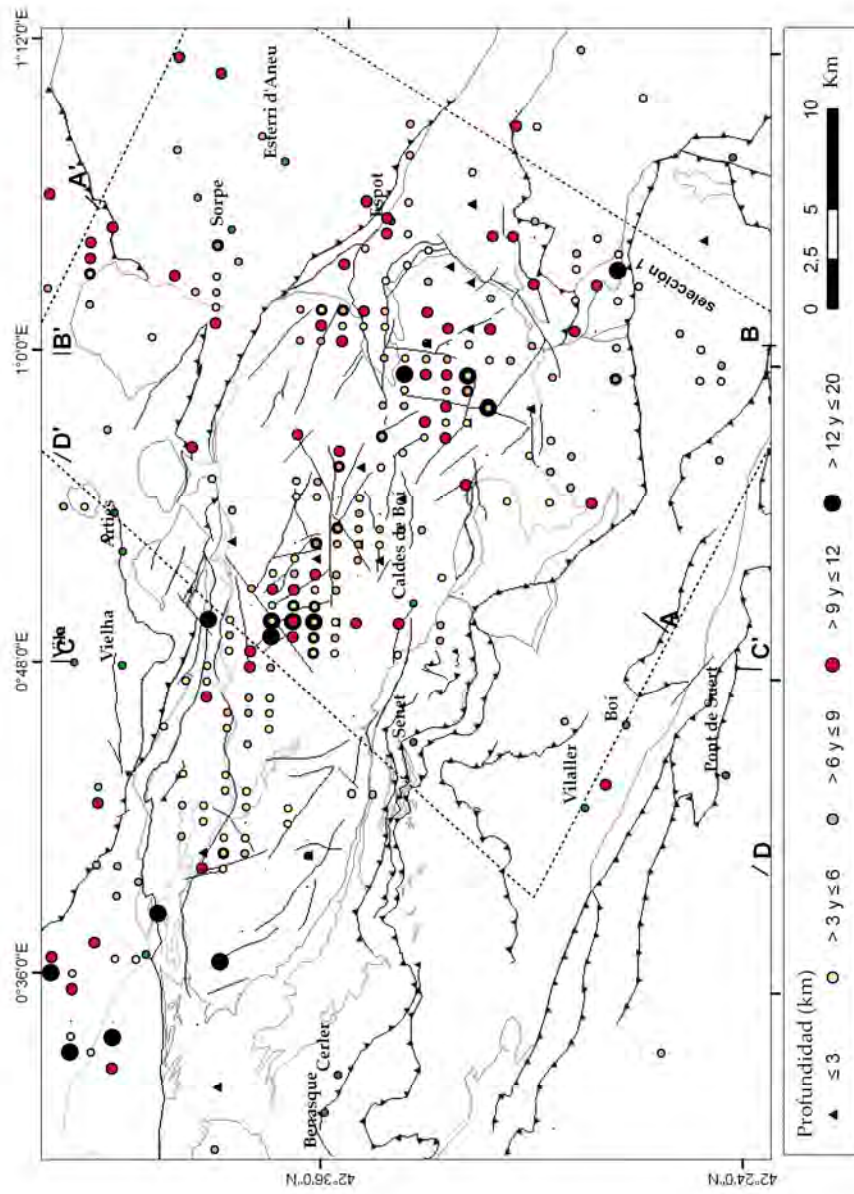 0°36'0"E
0°48'0"E
1°0'0"E
1°12'0"E
42°36'0"N
42°24'0"N
A'
B'
D'
C
Arties
Vielha
Sorpe
Esterri d'Aneu
Espot
Caldes de Boí
Senet
Benasque
Cerler
Vilaller
Boí
Pont de Suert
selección 1
A
B
C'
D
Profundidad (km)
≤3
> 3 y ≤ 6
> 6 y ≤ 9
> 9 y ≤ 12
> 12 y ≤ 20
0 2,5 5 10 Km